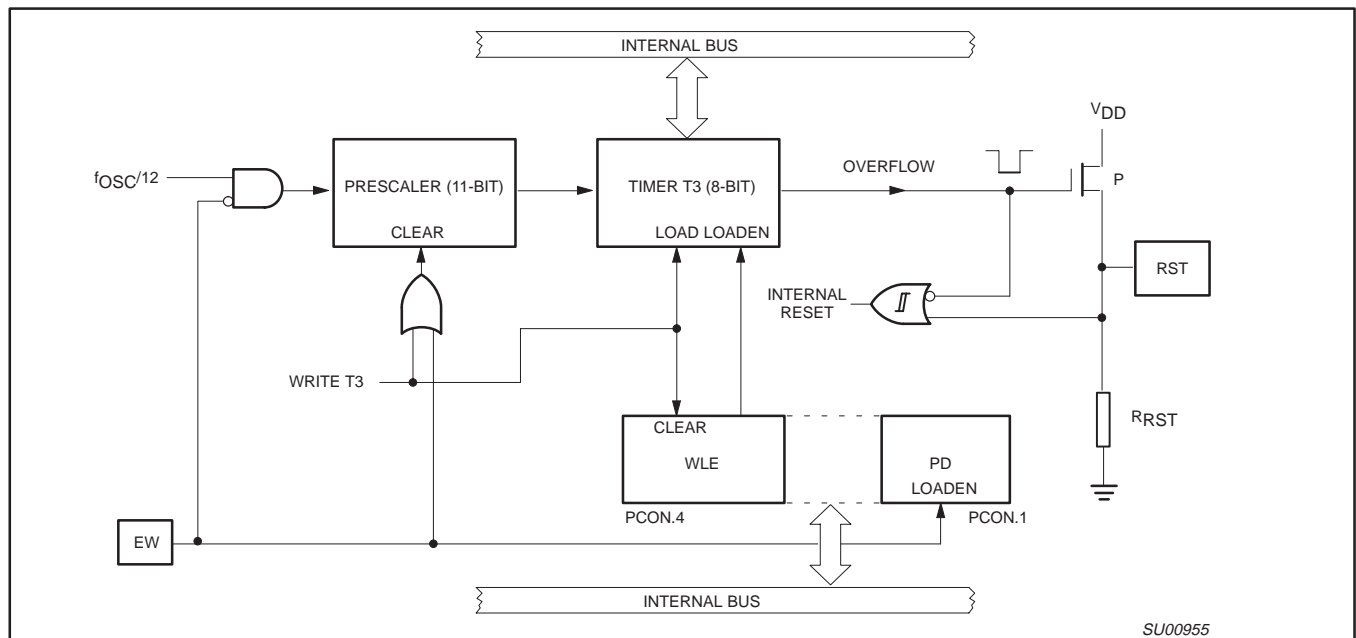 INTERNAL BUS
VDD
fOSC/12
PRESCALER (11-BIT)
CLEAR
TIMER T3 (8-BIT)
LOAD LOADEN
OVERFLOW
P
RST
INTERNAL
RESET
WRITE T3
RRST
CLEAR
WLE
PD
LOADEN
PCON.4
PCON.1
EW
INTERNAL BUS
SU00955